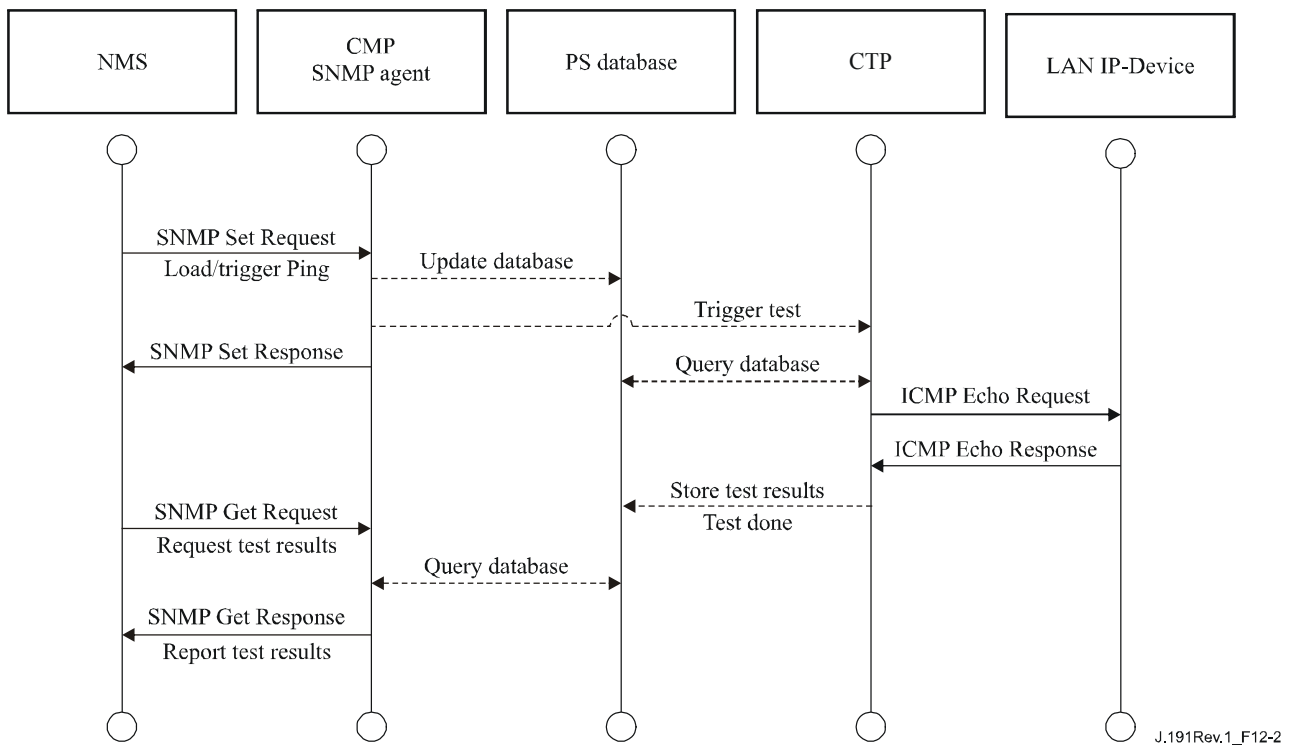 NMS
CMP
SNMP agent
PS database
CTP
LAN IP-Device
SNMP Set Request
Load/trigger Ping
Update database
Trigger test
SNMP Set Response
Query database
ICMP Echo Request
ICMP Echo Response
Store test results
Test done
SNMP Get Request
Request test results
Query database
SNMP Get Response
Report test results
J.191Rev.1_F12-2